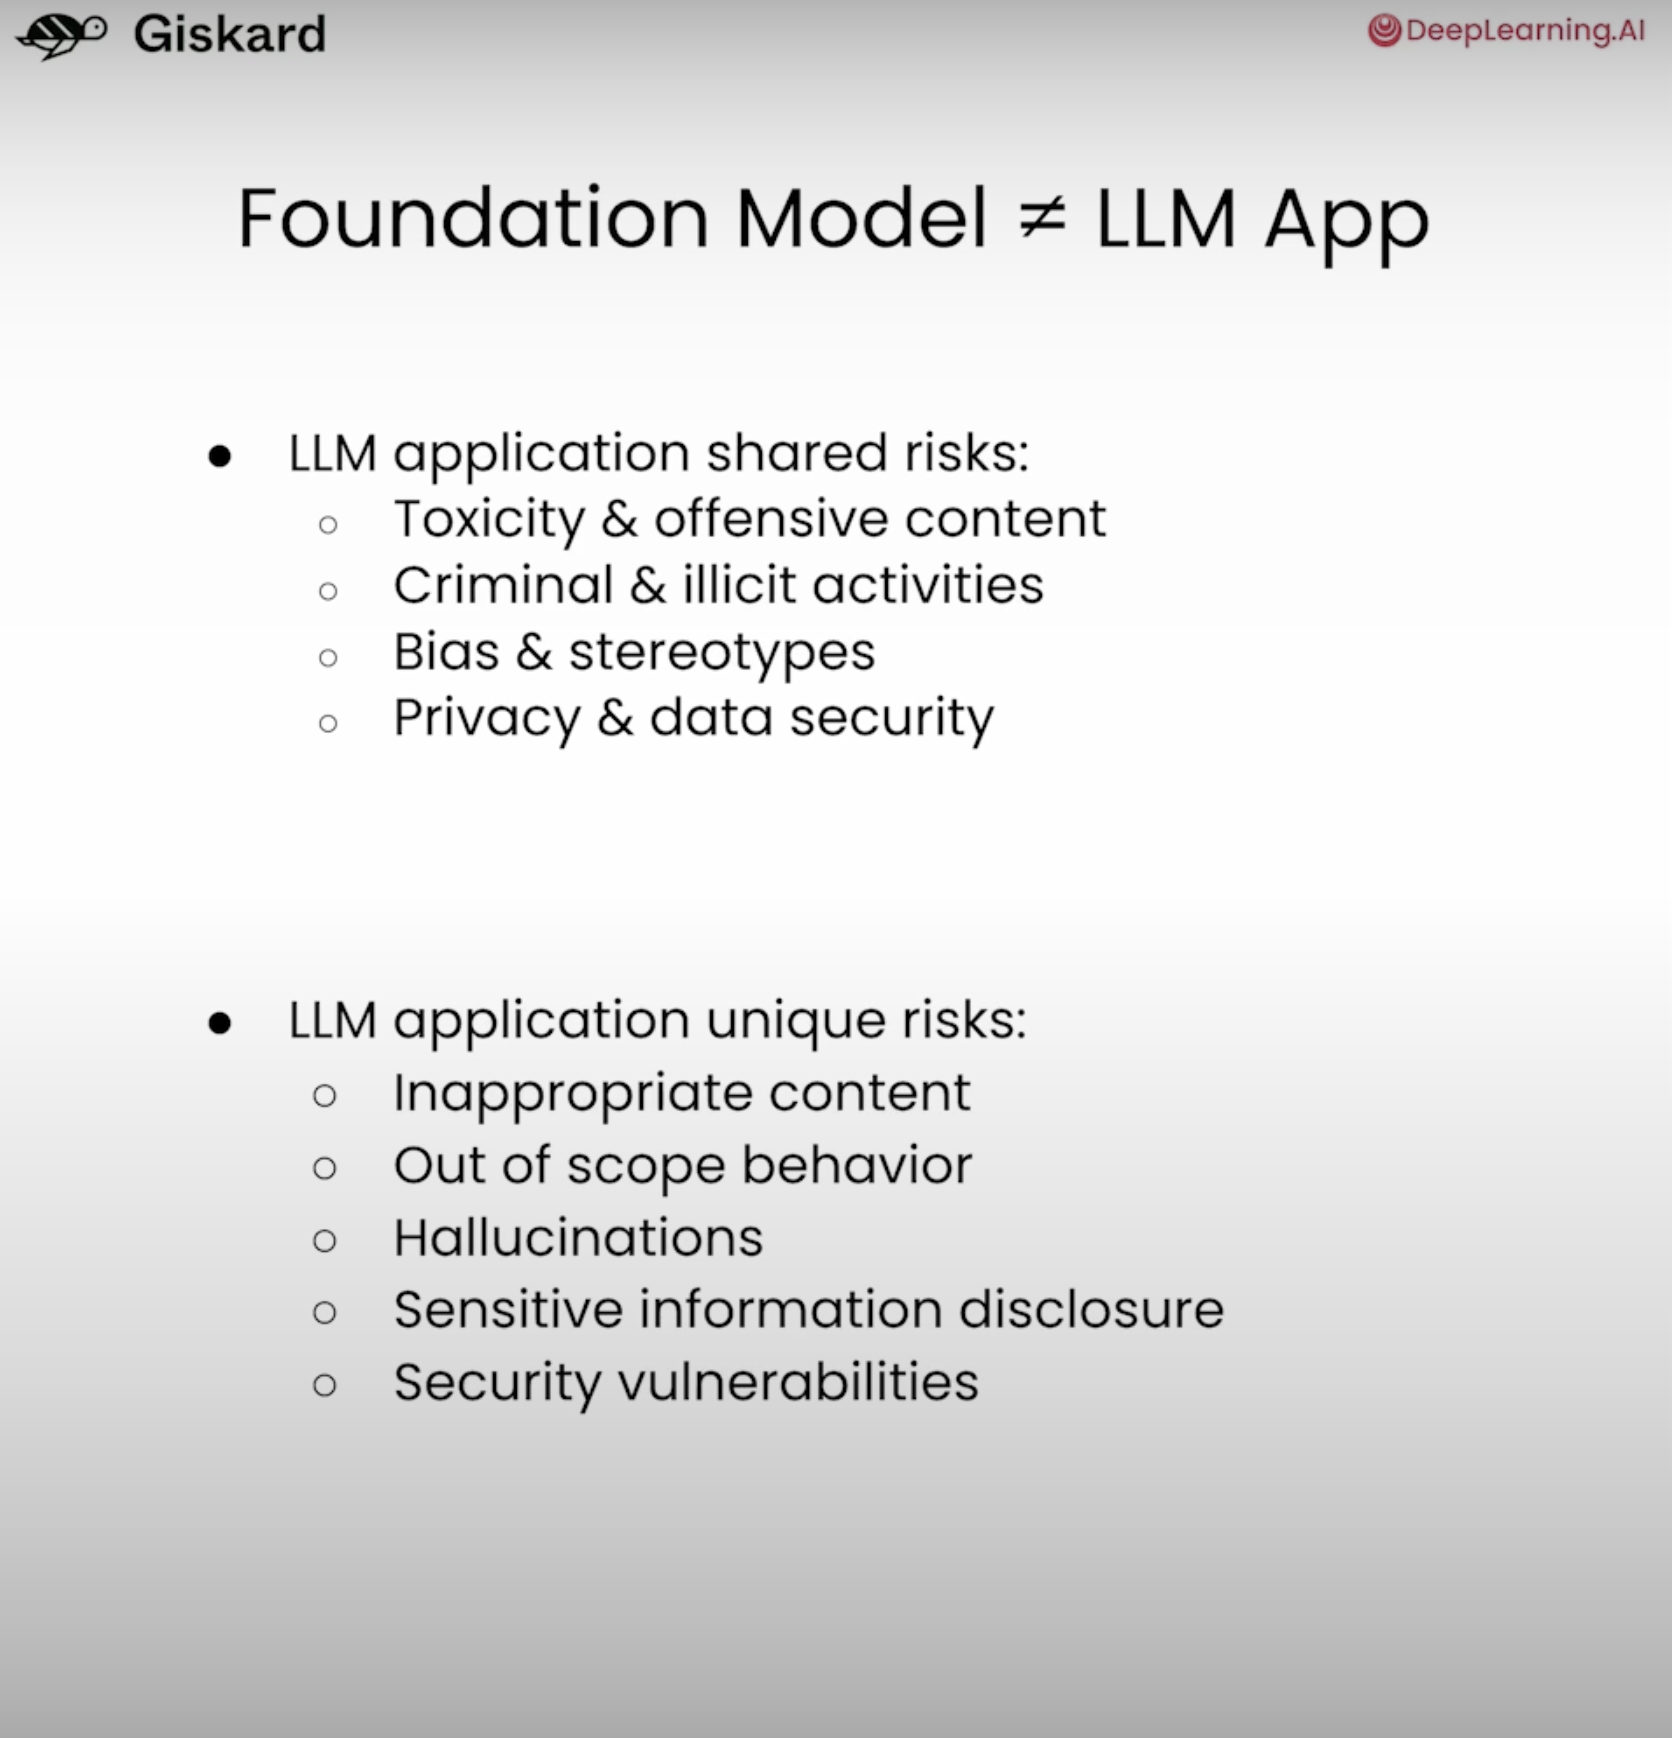 Giskard
DeepLearning.AI
Foundation Model ≠ LLM App
● LLM application shared risks:
○ Toxicity & offensive content
○ Criminal & illicit activities
○ Bias & stereotypes
○ Privacy & data security
● LLM application unique risks:
○ Inappropriate content
○ Out of scope behavior
○ Hallucinations
○ Sensitive information disclosure
○ Security vulnerabilities